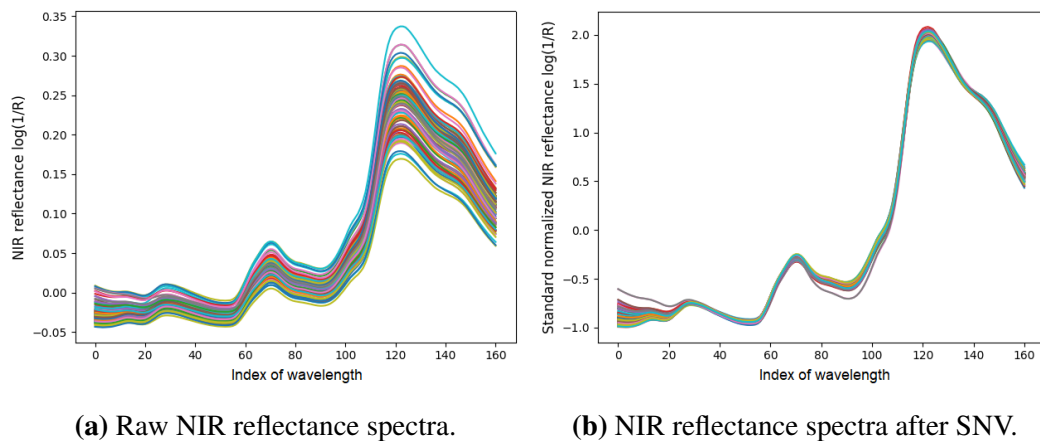 NIR reflectance log(1/R)
0.35
0.30
0.25
0.20
0.15
0.10
0.05
0.00
−0.05
0 20 40 60 80 100 120 140 160
Index of wavelength
(a) Raw NIR reflectance spectra.
Standard normalized NIR reflectance log(1/R)
2.0
1.5
1.0
0.5
0.0
−0.5
−1.0
0 20 40 60 80 100 120 140 160
Index of wavelength
(b) NIR reflectance spectra after SNV.